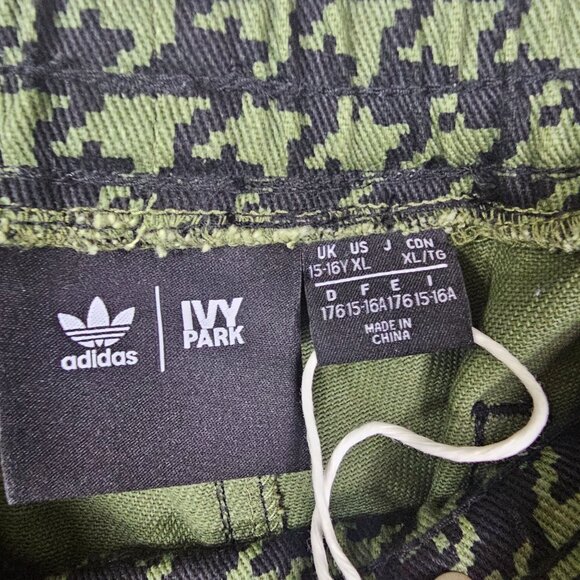 adidas
IVY
PARK
UK US J CDN
15-16Y XL XL/TG
D F E I
176 15-16A 176 15-16A
MADE IN
CHINA